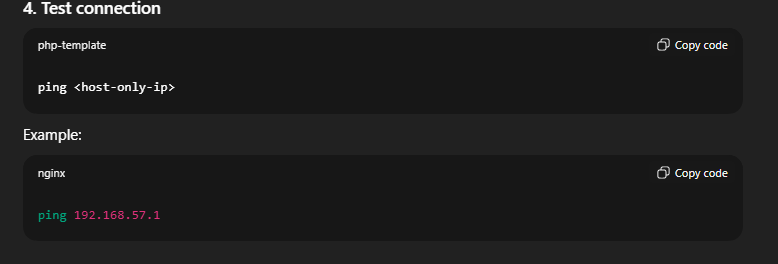 4. Test connection
php-template
Copy code
ping <host-only-ip>
Example:
nginx
Copy code
ping 192.168.57.1